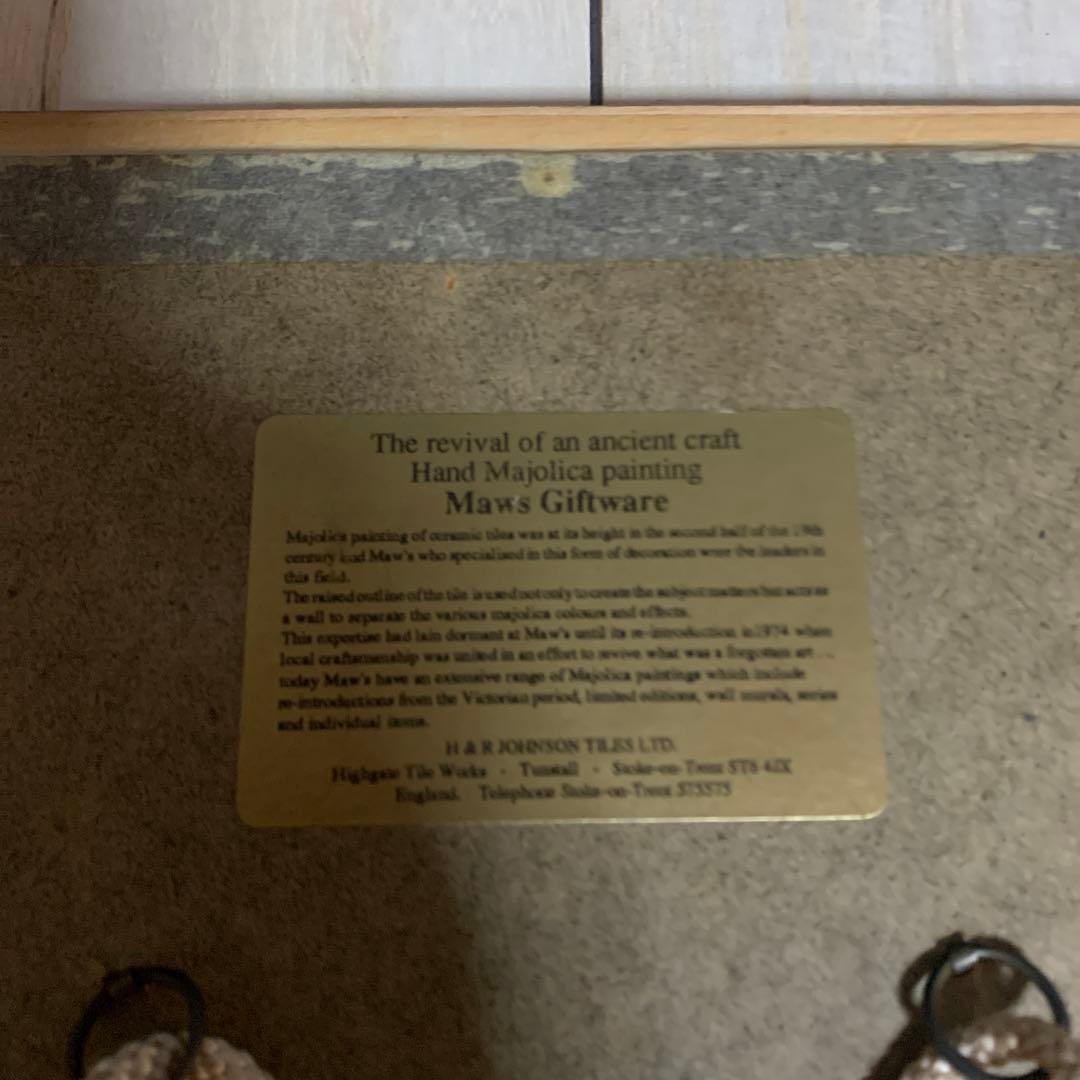 The revival of an ancient craft
Hand Majolica painting
Maws Giftware
Majolica painting of ceramic tiles was at its height in the second half of the 19th
century and Maw's who specialised in this form of decoration were the leaders in
this field.
The raised outline of the tile is used not only to create the subject matter but acts as
a wall to separate the various majolica colours and effects.
This expertise had lain dormant at Maw's until its re-introduction in 1974 when
local craftsmanship was united in an effort to revive what was a forgotten art . . .
today Maw's have an extensive range of Majolica paintings which include
re-introductions from the Victorian period, limited editions, wall murals, series
and individual items.
H & R JOHNSON TILES LTD.
Highgate Tile Works - Tunstall - Stoke-on-Trent ST6 4JX
England. Telephone Stoke-on-Trent 575575